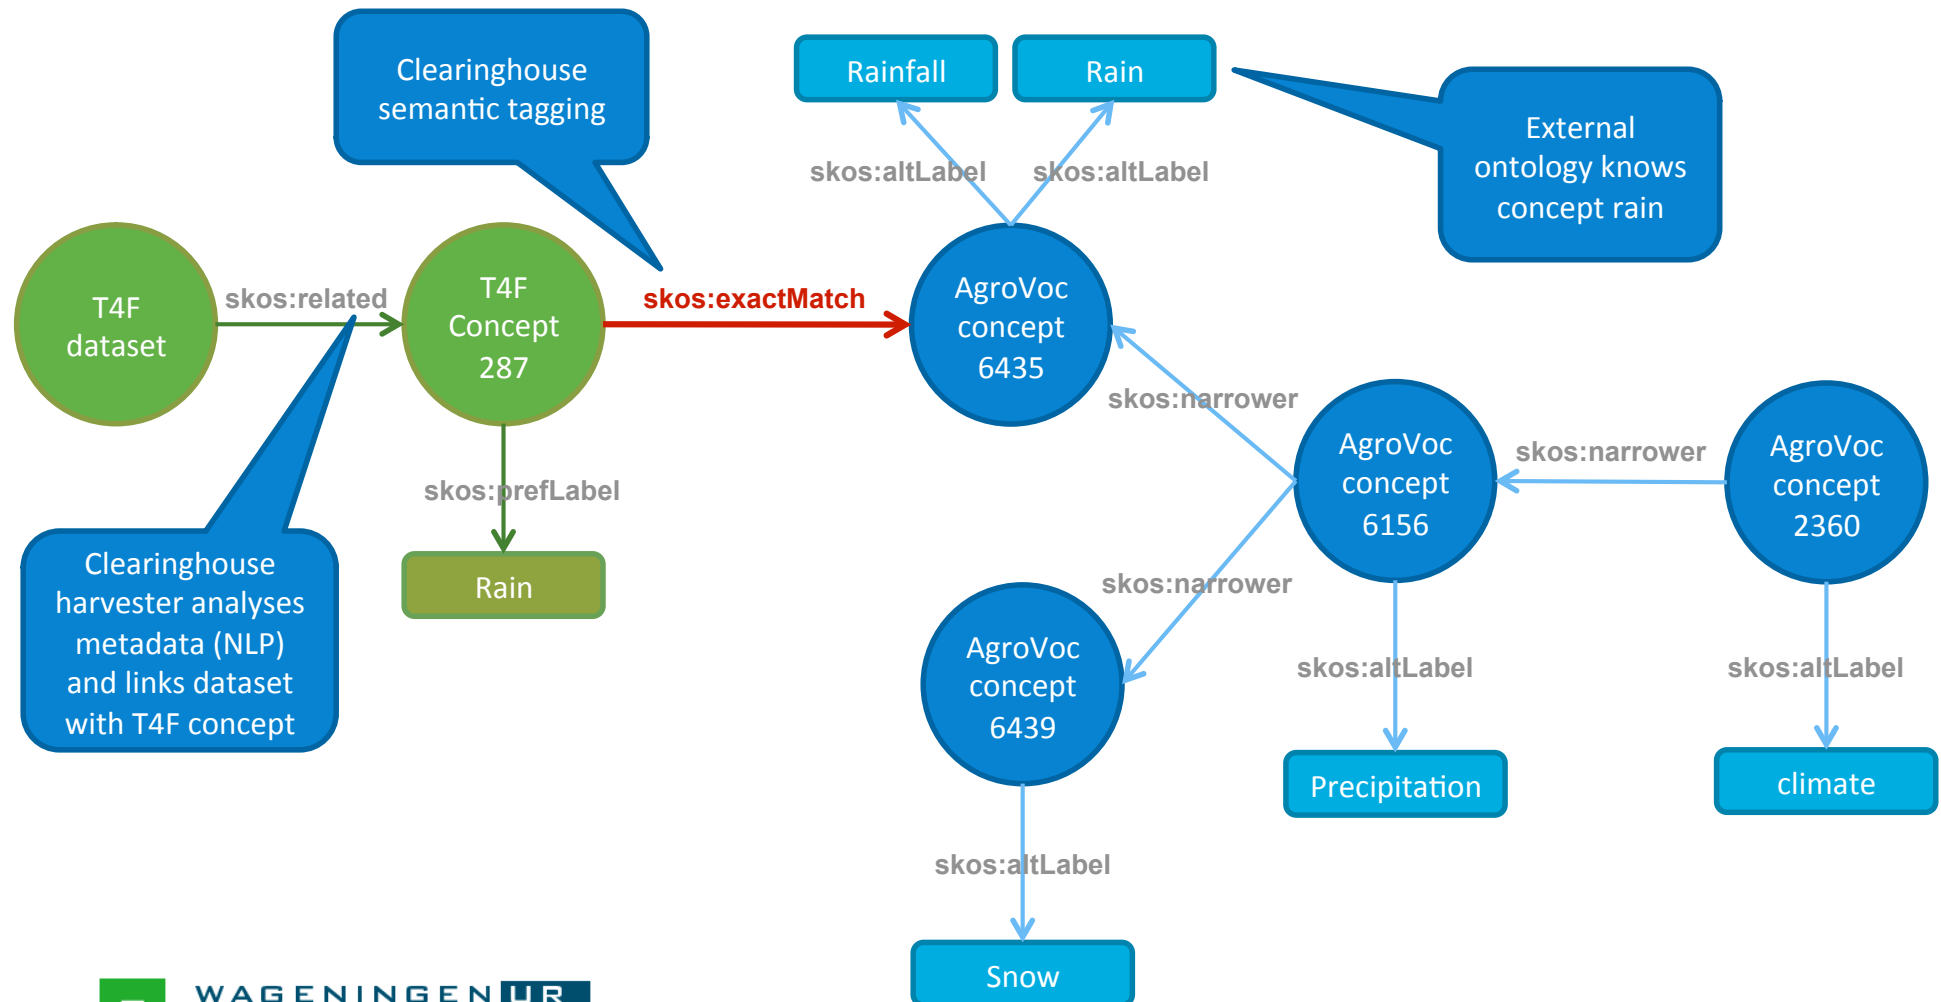 Clearinghouse
semantic tagging
Rainfall
Rain
External
ontology knows
concept rain
skos:altLabel
skos:altLabel
T4F
dataset
skos:related
T4F
Concept
287
skos:exactMatch
AgroVoc
concept
6435
skos:narrower
AgroVoc
concept
6156
skos:narrower
AgroVoc
concept
2360
skos:prefLabel
Rain
Clearinghouse
harvester analyses
metadata (NLP)
and links dataset
with T4F concept
skos:narrower
AgroVoc
concept
6439
skos:altLabel
skos:altLabel
Precipitation
climate
skos:altLabel
Snow
WAGENINGEN UR